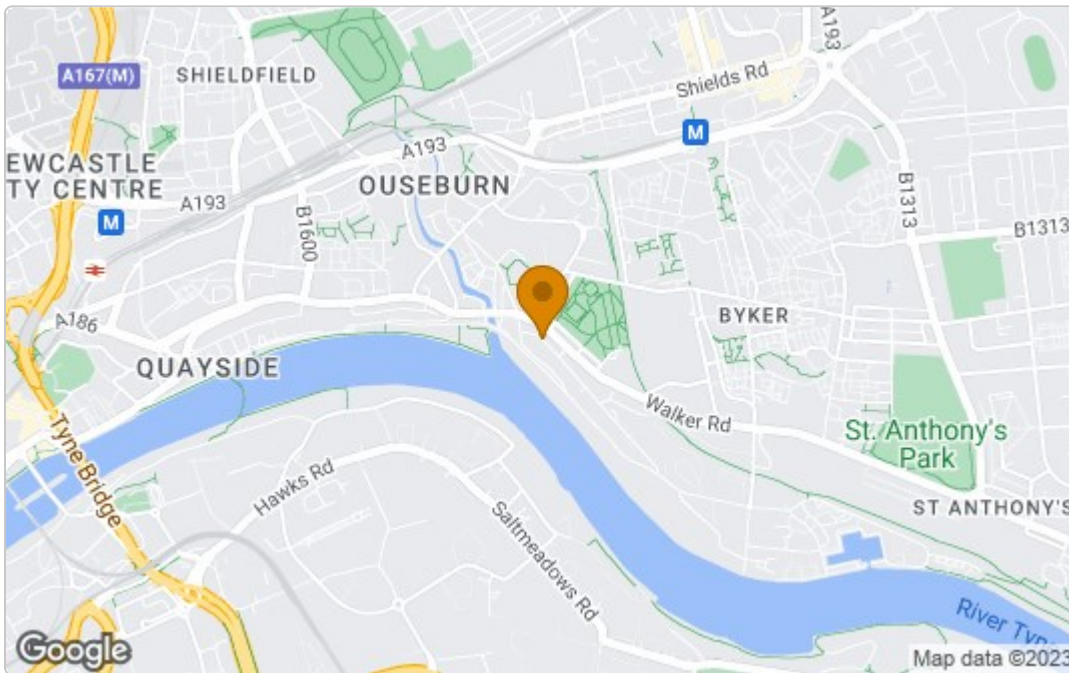 A193
A167(M)
SHIELDFIELD
Shields Rd
M
A193
EWCASTLE
TY CENTRE
OUSEBURN
A193
M
B1600
B1313
B1313
A186
BYKER
QUAYSIDE
Walker Rd
St. Anthony's
Park
Tyne Bridge
Hawks Rd
Saltmeadows Rd
ST ANTHONY'S
River Tyn
Google
Map data ©2023